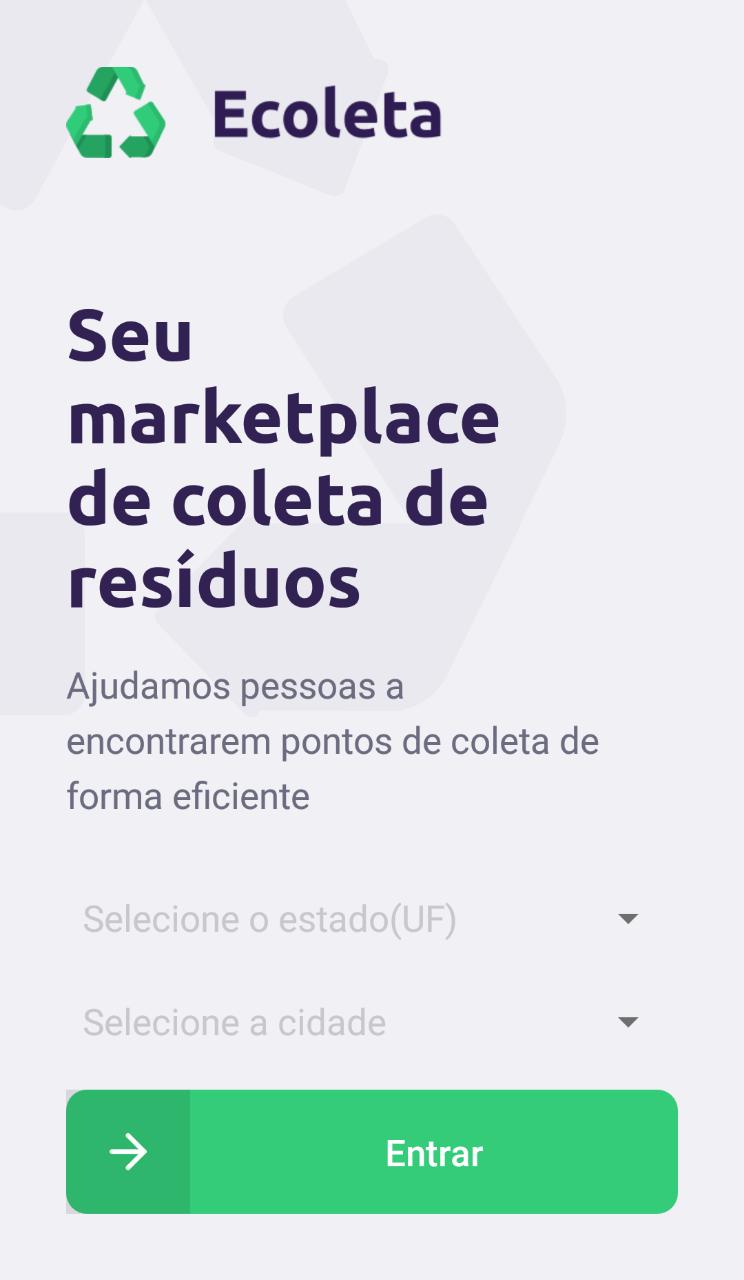 Ecoleta
Seu
marketplace
de coleta de
resíduos
Ajudamos pessoas a
encontrarem pontos de coleta de
forma eficiente
Selecione o estado(UF)
Selecione a cidade
Entrar